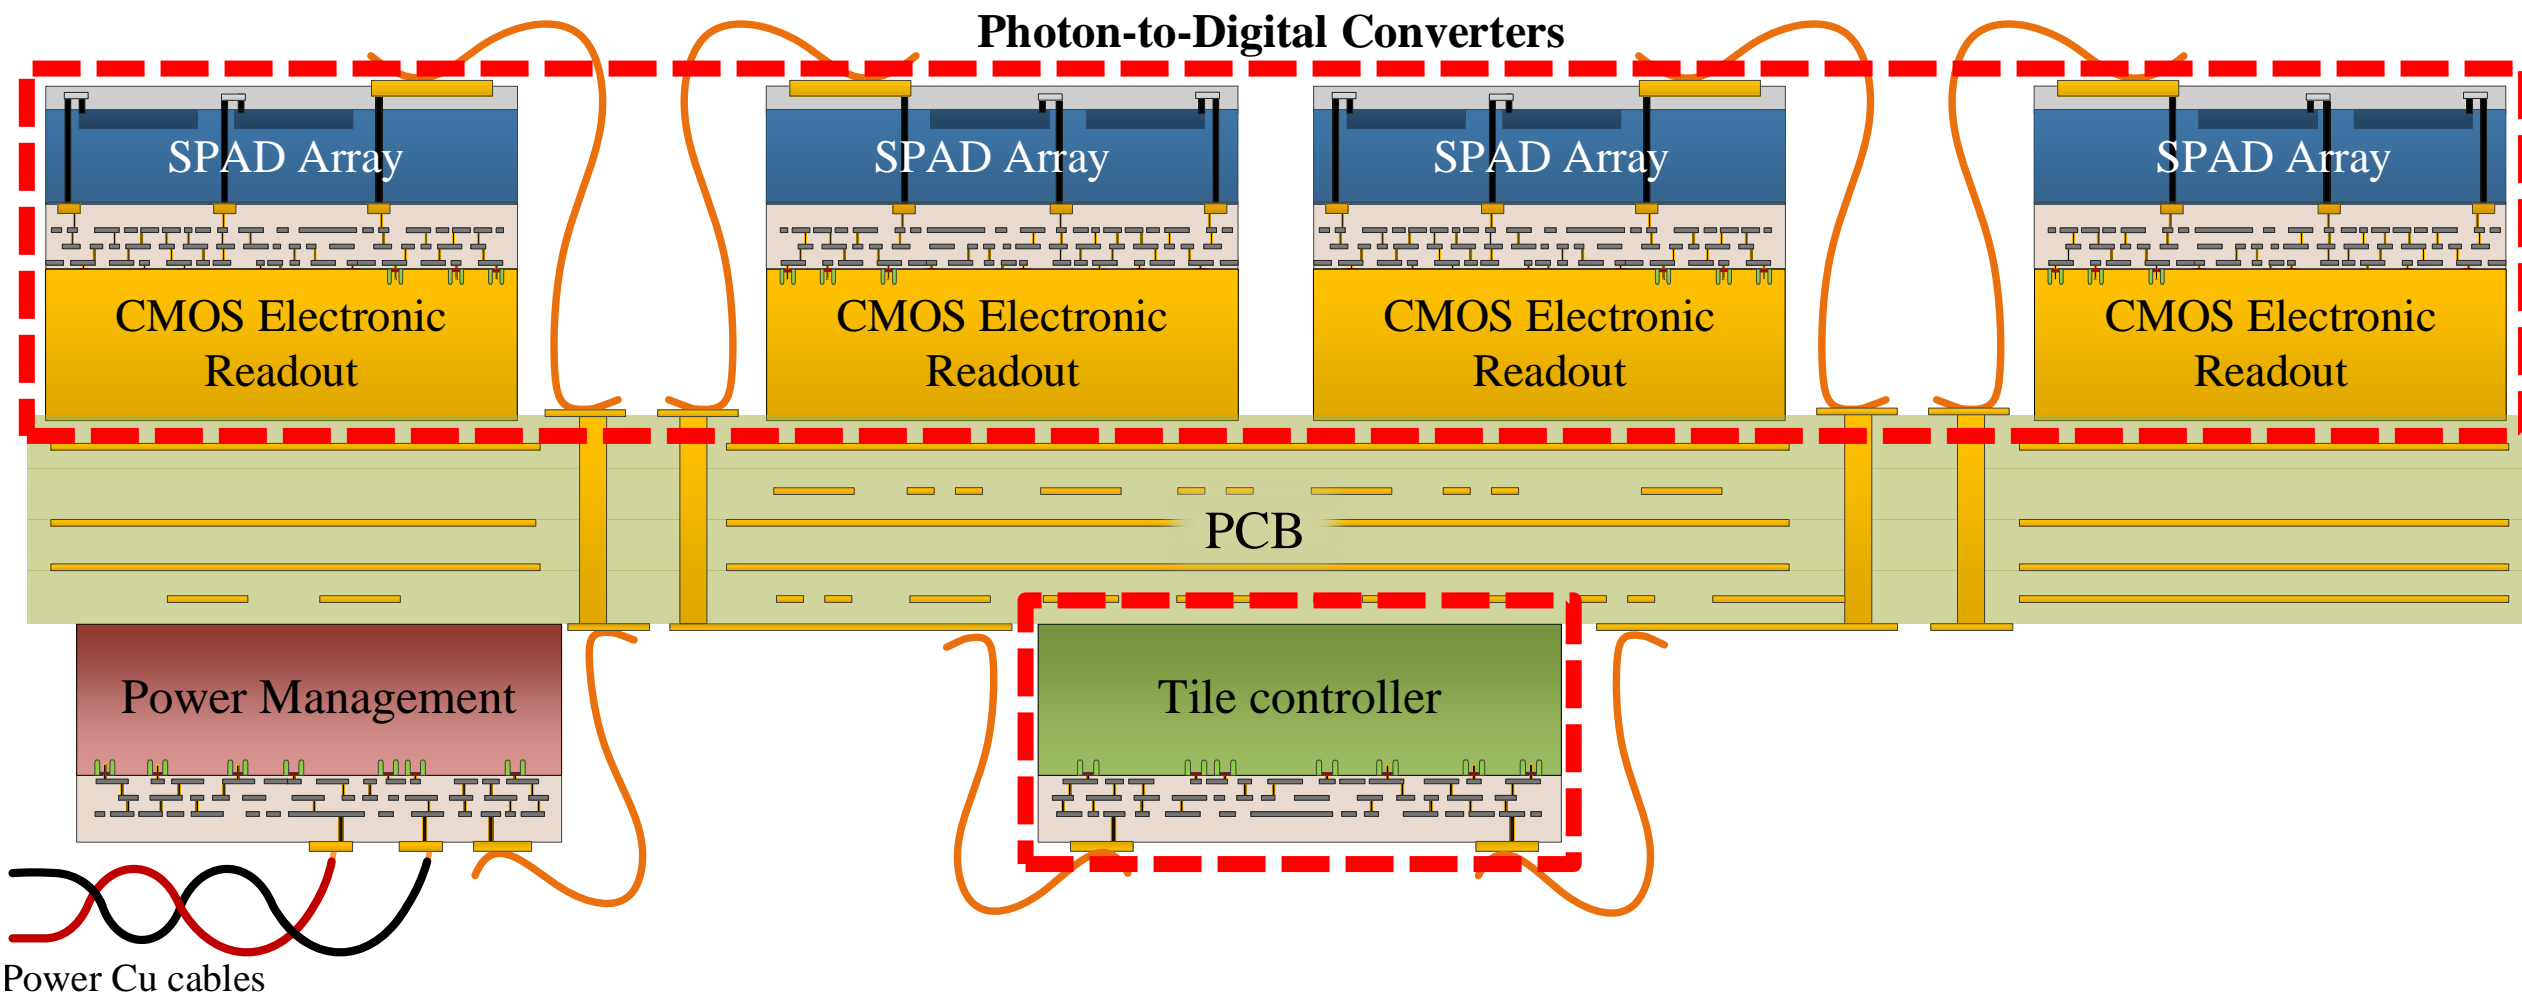 Photon-to-Digital Converters
SPAD Array
SPAD Array
SPAD Array
SPAD Array
CMOS Electronic
Readout
CMOS Electronic
Readout
CMOS Electronic
Readout
CMOS Electronic
Readout
PCB
Power Management
Tile controller
Power Cu cables